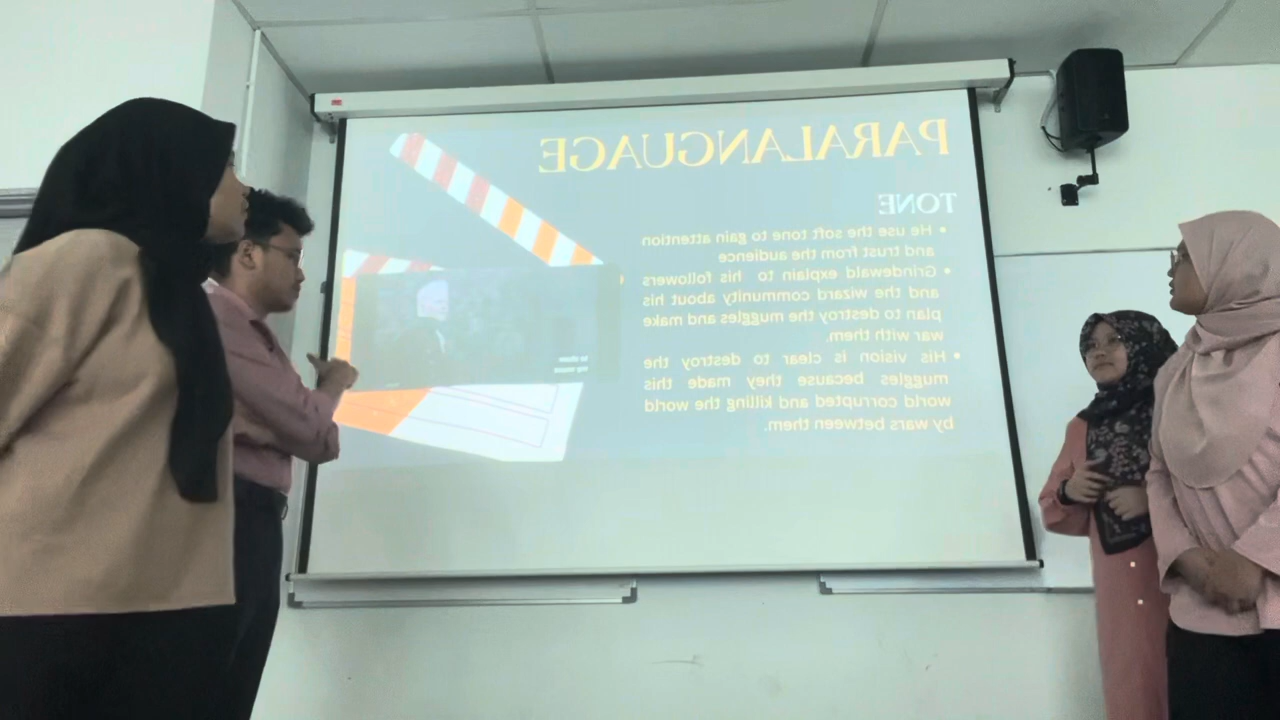 PARALANGUAGE
TONE
• He use the soft tone to gain attention
and trust from the audience
• Grindewald explain to his followers
and the wizard community about his
plan to destroy the muggles and make
war with them.
• His vision is clear to destroy the
muggles because they made this
world corrupted and killing the world
by wars between them.